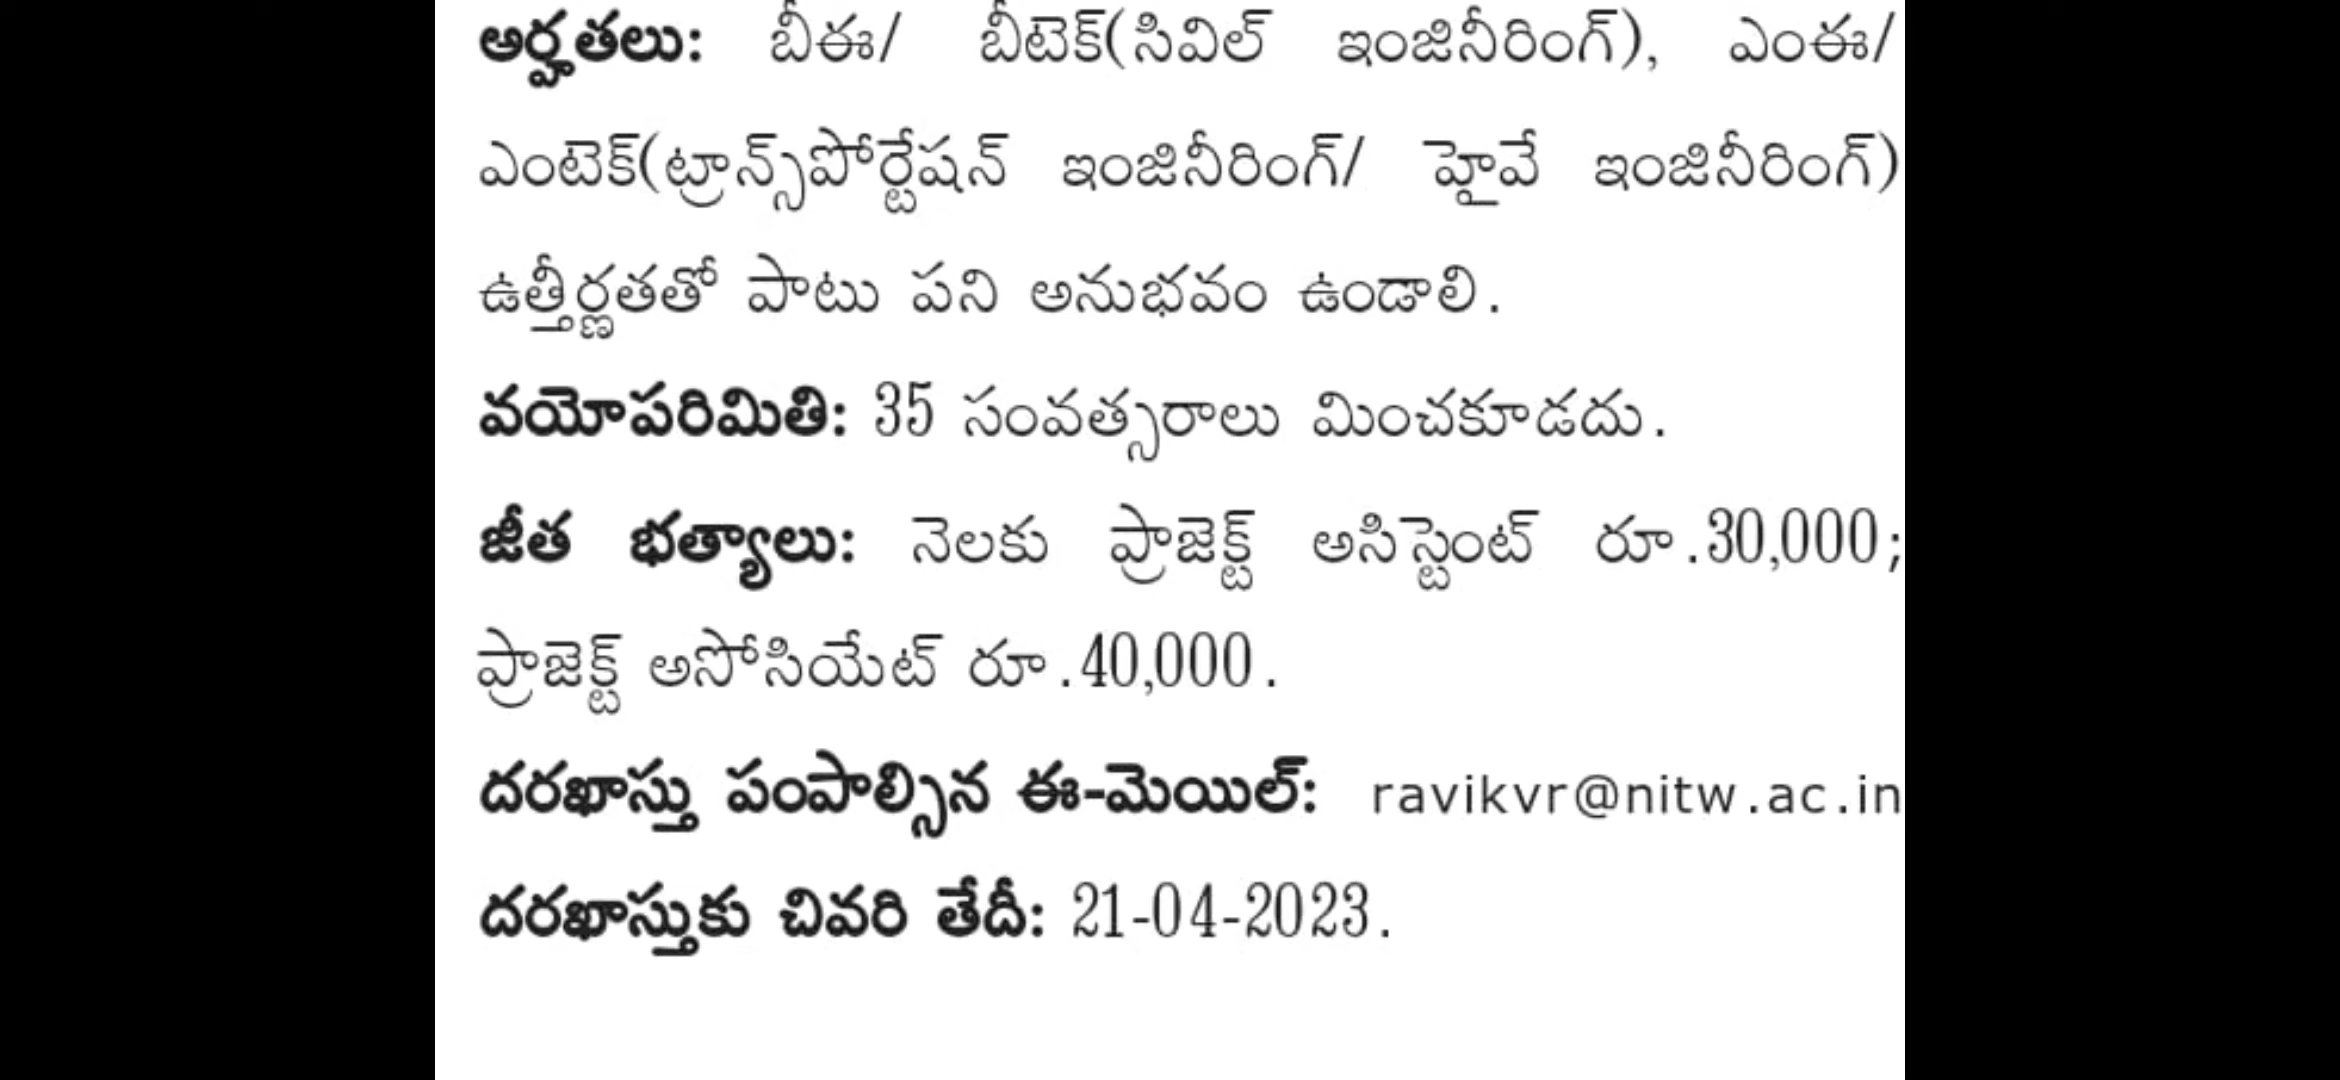 అర్హతలు: బీఈ/ బీటెక్(సివిల్ ఇంజినీరింగ్), ఎంఈ/
ఎంటెక్(ట్రాన్స్‌పోర్టేషన్ ఇంజినీరింగ్/ హైవే ఇంజినీరింగ్)
ఉత్తీర్ణతతో పాటు పని అనుభవం ఉండాలి.
వయోపరిమితి: 35 సంవత్సరాలు మించకూడదు.
జీత భత్యాలు: నెలకు ప్రాజెక్ట్ అసిస్టెంట్ రూ.30,000;
ప్రాజెక్ట్ అసోసియేట్ రూ.40,000.
దరఖాస్తు పంపాల్సిన ఈ-మెయిల్: ravikvr@nitw.ac.in
దరఖాస్తుకు చివరి తేదీ: 21-04-2023.